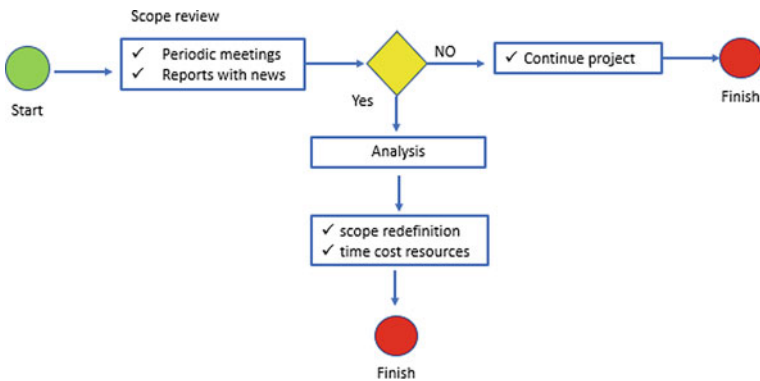 Scope review
✓ Periodic meetings
✓ Reports with news
NO
✓ Continue project
Start
Yes
Finish
Analysis
✓ scope redefinition
✓ time cost resources
Finish